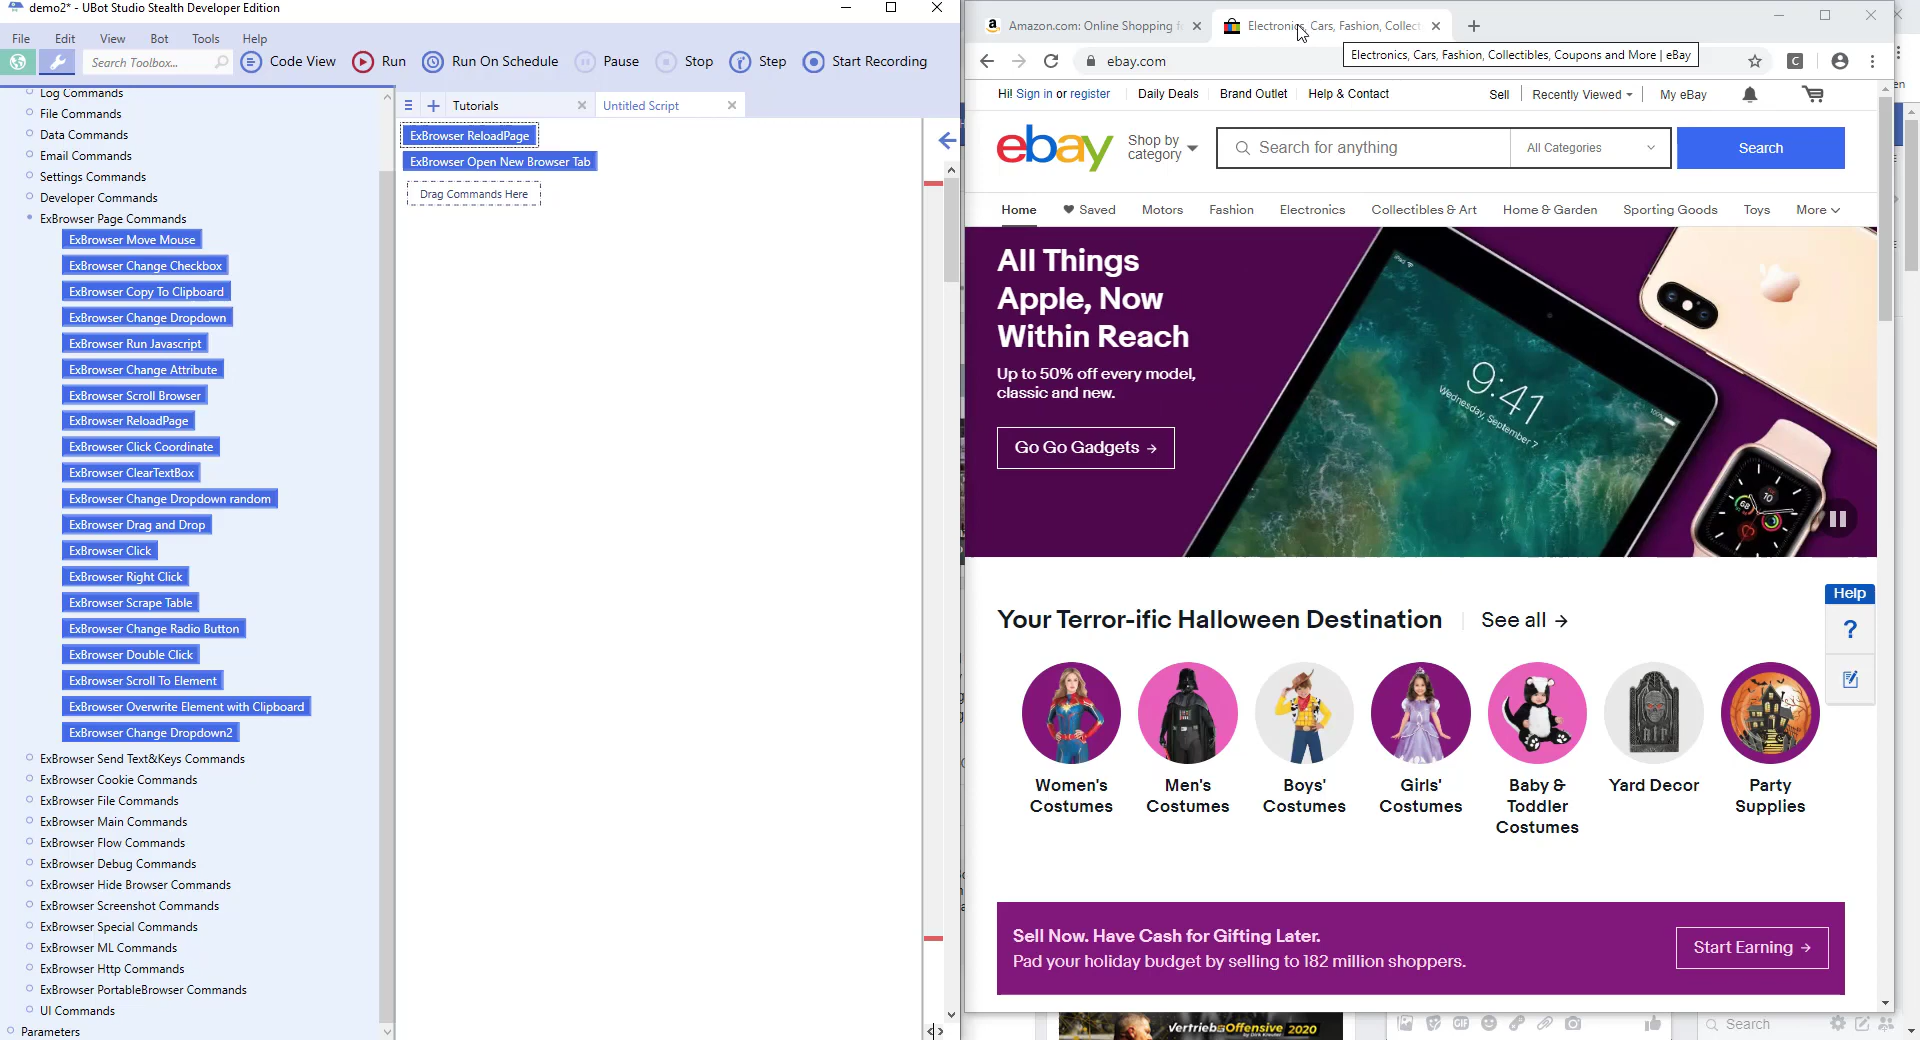 demo2* - UBot Studio Stealth Developer Edition
File Edit View Bot Tools Help
Search Toolbox...
Code View
Run
Run On Schedule
Pause
Stop
Step
Start Recording
Log Commands
File Commands
Data Commands
Email Commands
Settings Commands
Developer Commands
ExBrowser Page Commands
ExBrowser Move Mouse
ExBrowser Change Checkbox
ExBrowser Copy To Clipboard
ExBrowser Change Dropdown
ExBrowser Run Javascript
ExBrowser Change Attribute
ExBrowser Scroll Browser
ExBrowser ReloadPage
ExBrowser Click Coordinate
ExBrowser ClearTextBox
ExBrowser Change Dropdown random
ExBrowser Drag and Drop
ExBrowser Click
ExBrowser Right Click
ExBrowser Scrape Table
ExBrowser Change Radio Button
ExBrowser Double Click
ExBrowser Scroll To Element
ExBrowser Overwrite Element with Clipboard
ExBrowser Change Dropdown2
ExBrowser Send Text&Keys Commands
ExBrowser Cookie Commands
ExBrowser File Commands
ExBrowser Main Commands
ExBrowser Flow Commands
ExBrowser Debug Commands
ExBrowser Hide Browser Commands
ExBrowser Screenshot Commands
ExBrowser Special Commands
ExBrowser ML Commands
ExBrowser Http Commands
ExBrowser PortableBrowser Commands
UI Commands
Parameters
Tutorials
Untitled Script
ExBrowser ReloadPage
ExBrowser Open New Browser Tab
Drag Commands Here
Amazon.com: Online Shopping f
Electronics, Cars, Fashion, Collect
Electronics, Cars, Fashion, Collectibles, Coupons and More | eBay
ebay.com
Hi! Sign in or register
Daily Deals
Brand Outlet
Help & Contact
Sell
Recently Viewed
My eBay
ebay
Shop by
category
Search for anything
All Categories
Search
Home Saved Motors Fashion Electronics Collectibles & Art Home & Garden Sporting Goods Toys More
All Things
Apple, Now
Within Reach
Up to 50% off every model,
classic and new.
Go Go Gadgets →
9:41
Wednesday, September 7
10
Help
?
Your Terror-ific Halloween Destination
See all →
Women's
Costumes
Men's
Costumes
Boys'
Costumes
Girls'
Costumes
Baby &
Toddler
Costumes
Yard Decor
Party
Supplies
Sell Now. Have Cash for Gifting Later.
Pad your holiday budget by selling to 182 million shoppers.
Start Earning →
VertriebsOffensive 2020
GIF
Search